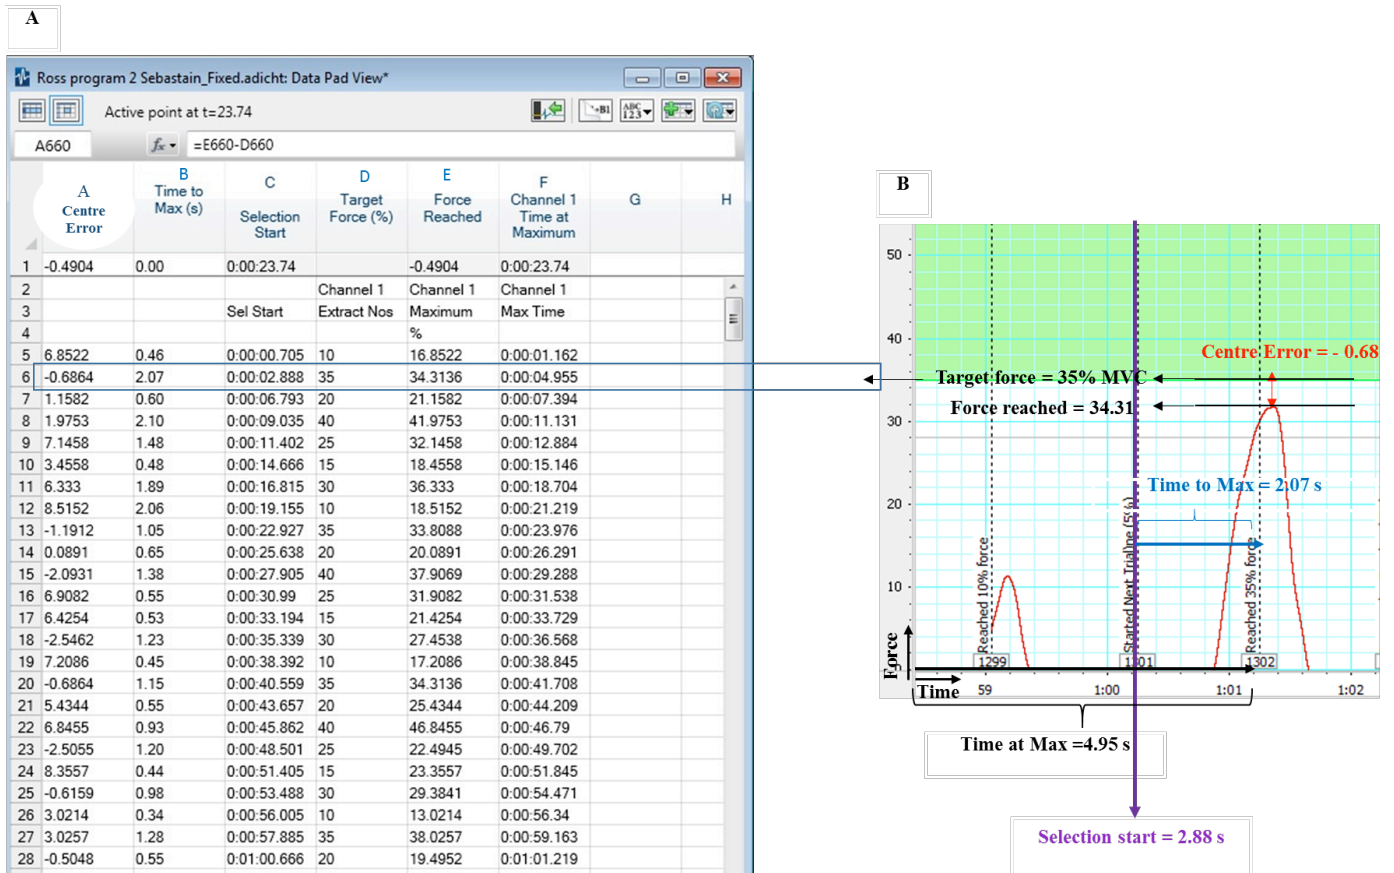 A
Ross program 2 Sebastain_Fixed.adicht: Data Pad View*
Active point at t=23.74
A660 fx =E660-D660
A Centre Error
B Time to Max (s)
C Selection Start
D Target Force (%)
E Force Reached
F Channel 1 Time at Maximum
G
H
1 -0.4904 0.00 0:00:23.74 -0.4904 0:00:23.74
2 Channel 1 Channel 1 Channel 1
3 Sel Start Extract Nos Maximum Max Time
4 %
5 6.8522 0.46 0:00:00.705 10 16.8522 0:00:01.162
6 -0.6864 2.07 0:00:02.888 35 34.3136 0:00:04.955
7 1.1582 0.60 0:00:06.793 20 21.1582 0:00:07.394
8 1.9753 2.10 0:00:09.035 40 41.9753 0:00:11.131
9 7.1458 1.48 0:00:11.402 25 32.1458 0:00:12.884
10 3.4558 0.48 0:00:14.666 15 18.4558 0:00:15.146
11 6.333 1.89 0:00:16.815 30 36.333 0:00:18.704
12 8.5152 2.06 0:00:19.155 10 18.5152 0:00:21.219
13 -1.1912 1.05 0:00:22.927 35 33.8088 0:00:23.976
14 0.0891 0.65 0:00:25.638 20 20.0891 0:00:26.291
15 -2.0931 1.38 0:00:27.905 40 37.9069 0:00:29.288
16 6.9082 0.55 0:00:30.99 25 31.9082 0:00:31.538
17 6.4254 0.53 0:00:33.194 15 21.4254 0:00:33.729
18 -2.5462 1.23 0:00:35.339 30 27.4538 0:00:36.568
19 7.2086 0.45 0:00:38.392 10 17.2086 0:00:38.845
20 -0.6864 1.15 0:00:40.559 35 34.3136 0:00:41.708
21 5.4344 0.55 0:00:43.657 20 25.4344 0:00:44.209
22 6.8455 0.93 0:00:45.862 40 46.8455 0:00:46.79
23 -2.5055 1.20 0:00:48.501 25 22.4945 0:00:49.702
24 8.3557 0.44 0:00:51.405 15 23.3557 0:00:51.845
25 -0.6159 0.98 0:00:53.488 30 29.3841 0:00:54.471
26 3.0214 0.34 0:00:56.005 10 13.0214 0:00:56.34
27 3.0257 1.28 0:00:57.885 35 38.0257 0:00:59.163
28 -0.5048 0.55 0:01:00.666 20 19.4952 0:01:01.219
B
50
40
30
20
10
0
Centre Error = - 0.68
Target force = 35% MVC
Force reached = 34.31
Time to Max = 2.07 s
Reached 10% force
Started Next Trialline (5%)
Reached 35% force
1299
1301
1302
Force
Time
59 1:00 1:01 1:02
Time at Max =4.95 s
Selection start = 2.88 s